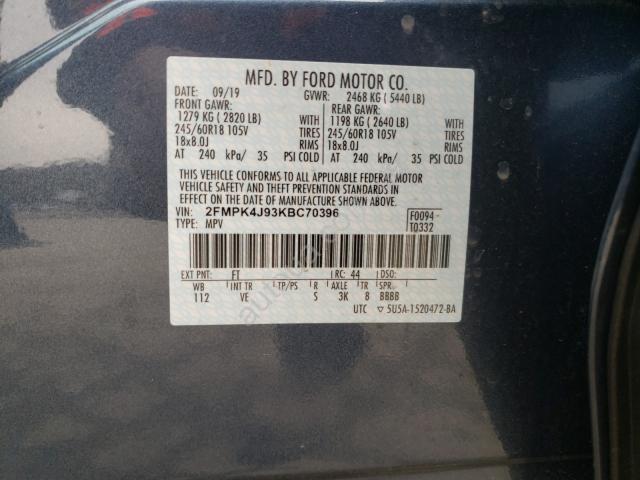 MFD. BY FORD MOTOR CO.
DATE: 09/19 GVWR: 2468 KG ( 5440 LB)
FRONT GAWR: REAR GAWR:
1279 KG ( 2820 LB) WITH 1198 KG ( 2640 LB) WITH
245/60R18 105V TIRES 245/60R18 105V TIRES
18x8.0J RIMS 18x8.0J RIMS
AT 240 kPa/ 35 PSI COLD AT 240 kPa/ 35 PSI COLD
THIS VEHICLE CONFORMS TO ALL APPLICABLE FEDERAL MOTOR
VEHICLE SAFETY AND THEFT PREVENTION STANDARDS IN
EFFECT ON THE DATE OF MANUFACTURE SHOWN ABOVE.
VIN: 2FMPK4J93KBC70396 F0094
TYPE: MPV T0332
EXT PNT: FT RC: 44 DSO:
WB INT TR TP/PS R AXLE TR SPR
112 VE S 3K 8 BBBB
UTC ▽ 5U5A-1520472-BA